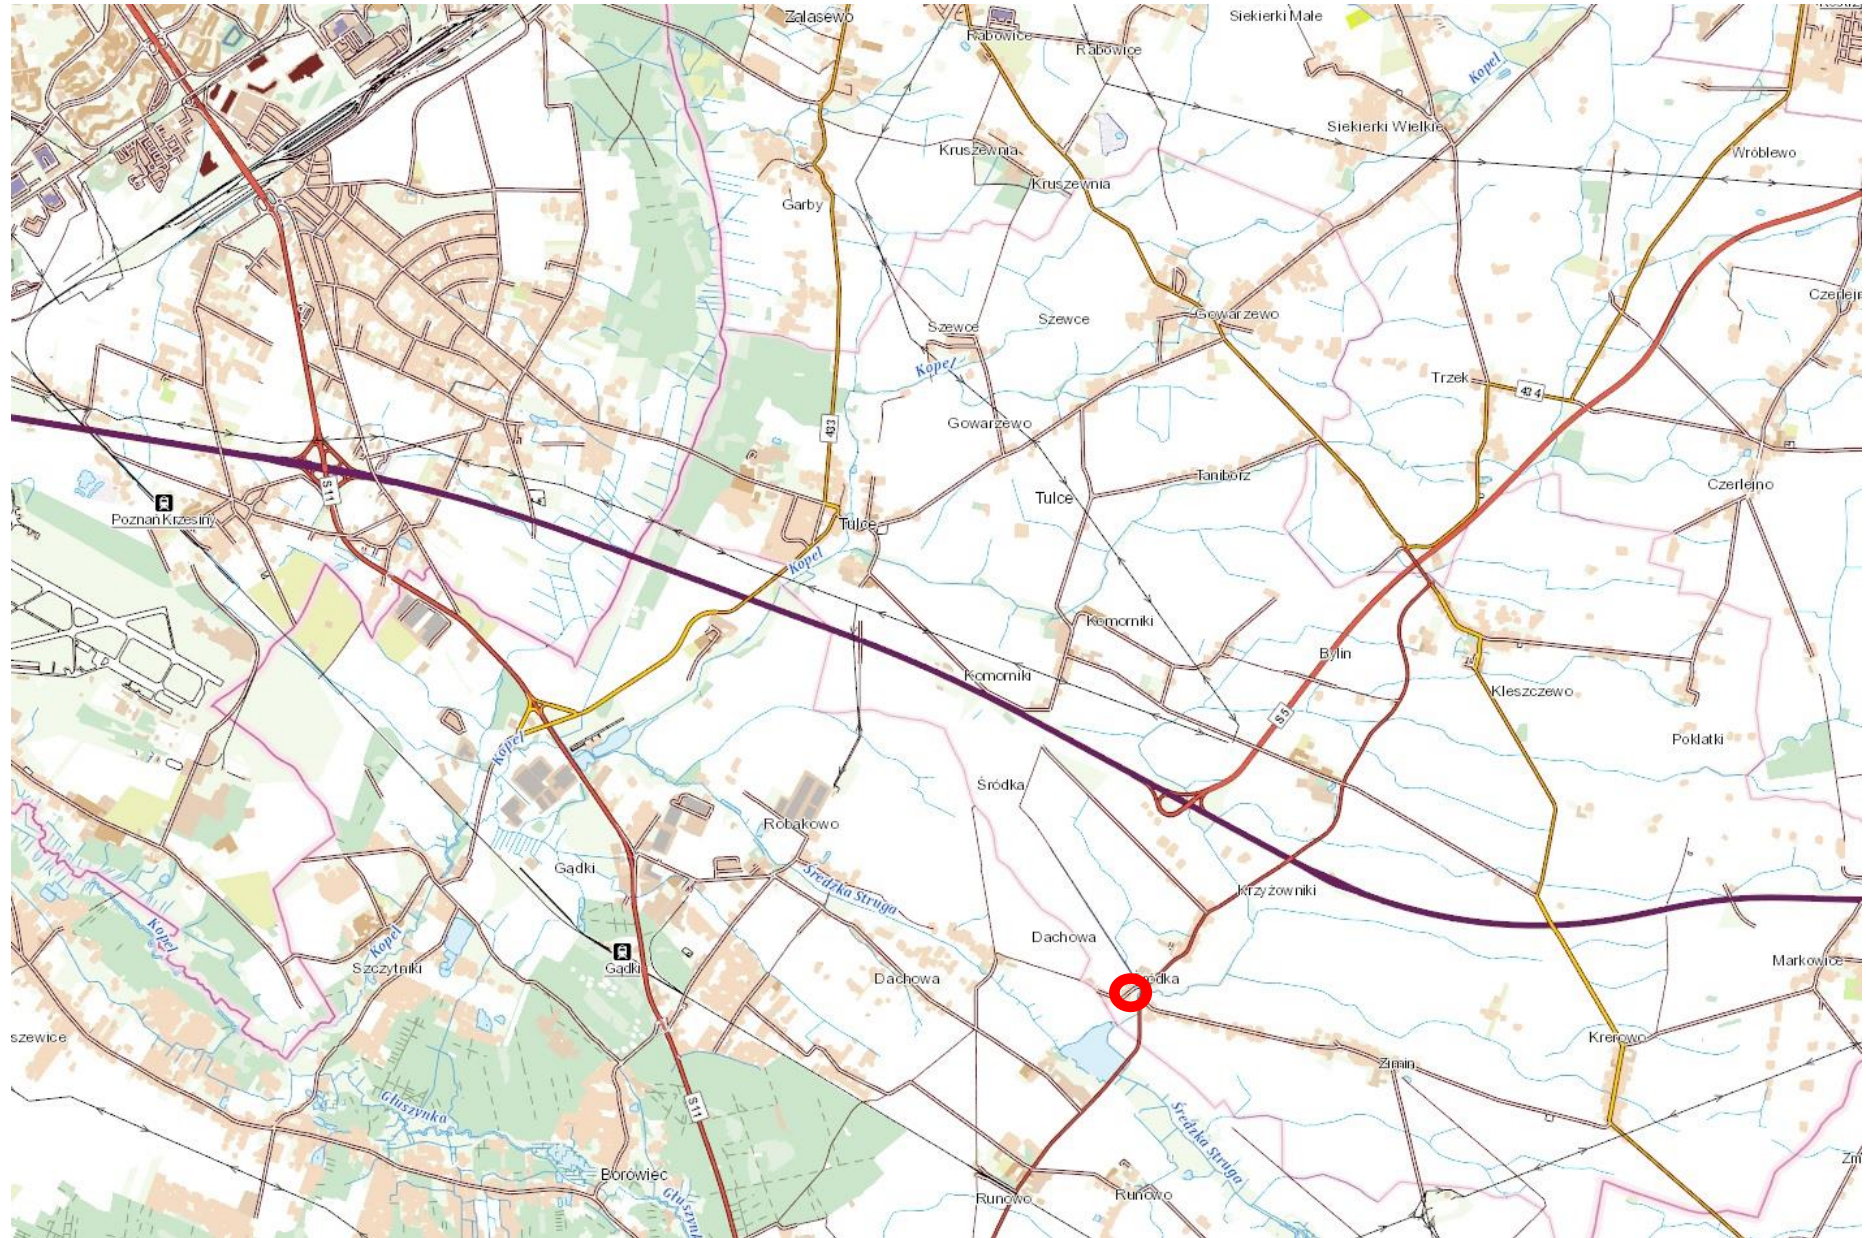 Zalasewo
Rabowice
Rabowice
Siekierki Małe
Kopel
Siekierki Wielkie
Kruszewnia
Wróblewo
Kruszewnia
Garby
Szewce
Szewce
Gowarzewo
Kopel
Trzek
434
433
Gowarzewo
S11
Tulce
Taniborz
Czerlejno
Poznań Krzesiny
Tulce
Kopel
Komorniki
Bylin
Komorniki
Kleszczewo
S5
Kopel
Poklatki
Śródka
Robakowo
Gądki
Średzka Struga
Krzyżowniki
Kopel
Kopel
Dachowa
Szczytniki
Gądki
Dachowa
Markowice
szewice
Krerowo
Zimin
Głuszynka
S11
Średzka Struga
Borówiec
Runowo
Runowo